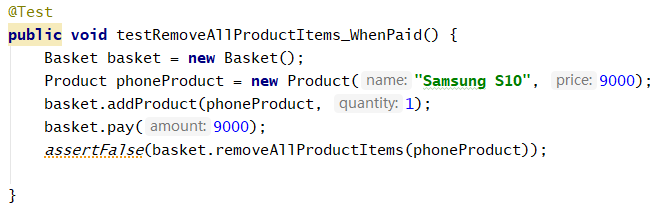 @Test
public void testRemoveAllProductItems_WhenPaid() {
    Basket basket = new Basket();
    Product phoneProduct = new Product( name: "Samsung S10", price: 9000);
    basket.addProduct(phoneProduct, quantity: 1);
    basket.pay( amount: 9000);
    assertFalse(basket.removeAllProductItems(phoneProduct));
}